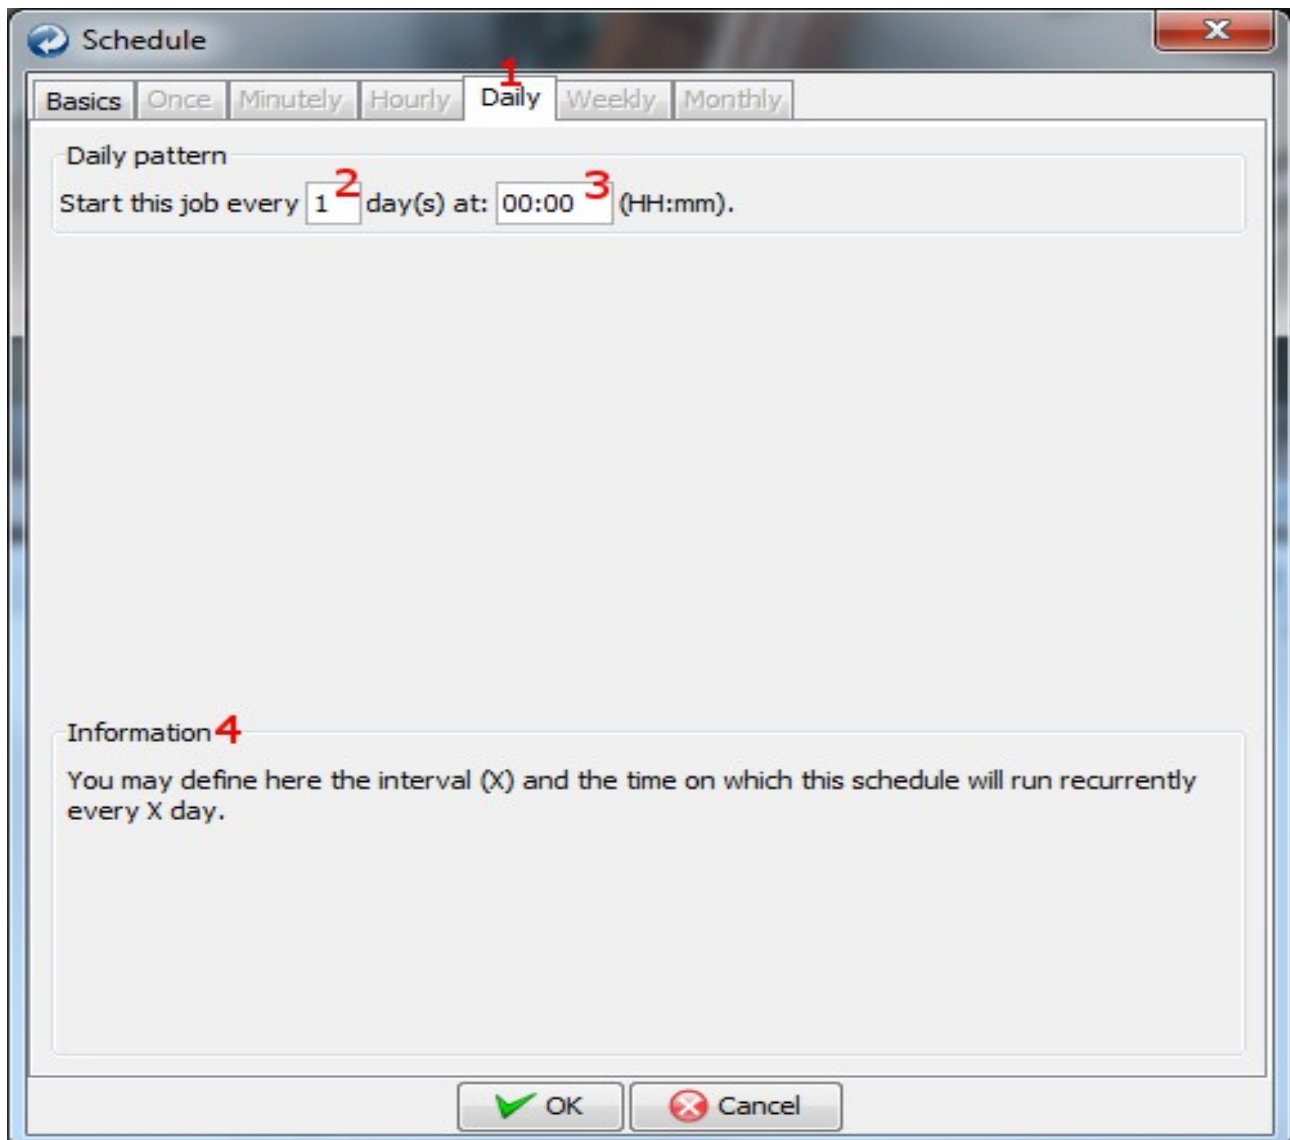 Schedule
1
Basics Once Minutely Hourly Daily Weekly Monthly
Daily pattern
2 3
Start this job every 1 day(s) at: 00:00 (HH:mm).
Information 4
You may define here the interval (X) and the time on which this schedule will run recurrently
every X day.
OK Cancel